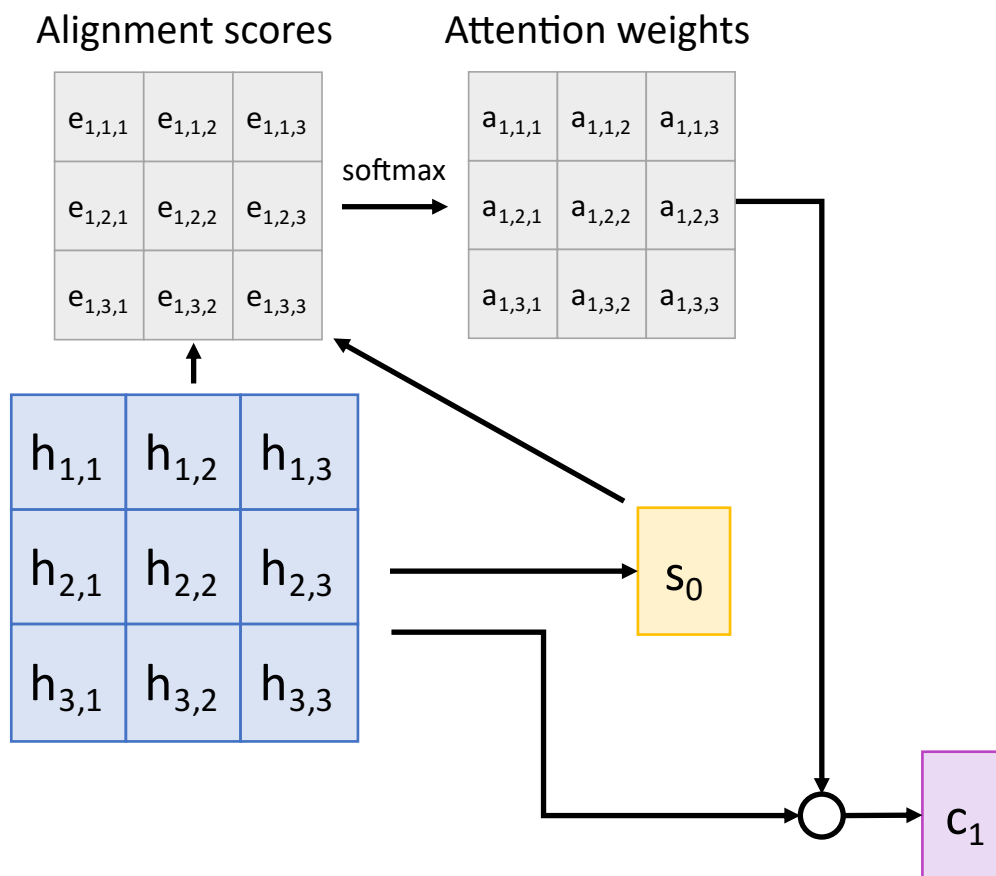 Alignment scores
Attention weights
e1,1,1 e1,1,2 e1,1,3
a1,1,1 a1,1,2 a1,1,3
softmax
e1,2,1 e1,2,2 e1,2,3
a1,2,1 a1,2,2 a1,2,3
e1,3,1 e1,3,2 e1,3,3
a1,3,1 a1,3,2 a1,3,3
h1,1 h1,2 h1,3
h2,1 h2,2 h2,3
s0
h3,1 h3,2 h3,3
c1